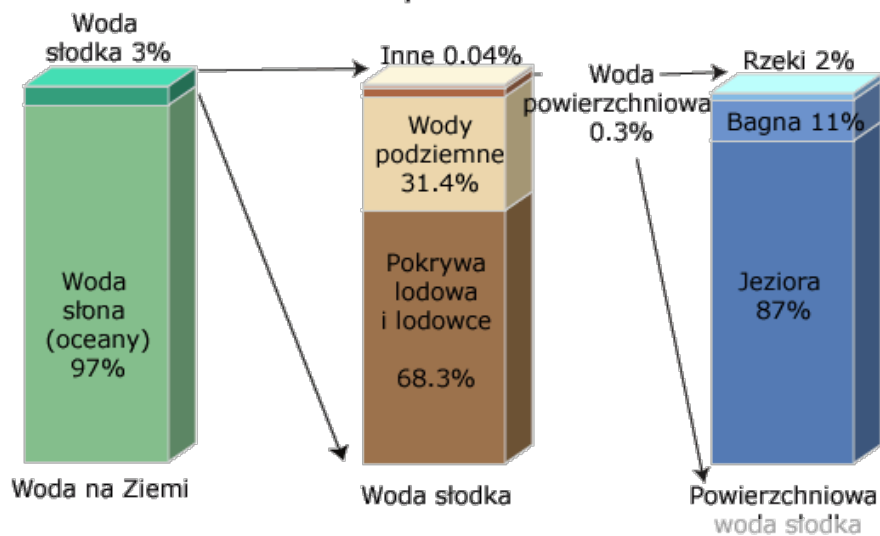 Woda
słodka 3%
Inne 0.04%
Woda
powierzchniowa
0.3%
Rzeki 2%
Bagna 11%
Wody
podziemne
31.4%
Woda
słona
(oceany)
97%
Pokrywa
lodowa
i lodowce
68.3%
Jeziora
87%
Woda na Ziemi
Woda słodka
Powierzchniowa
woda słodka